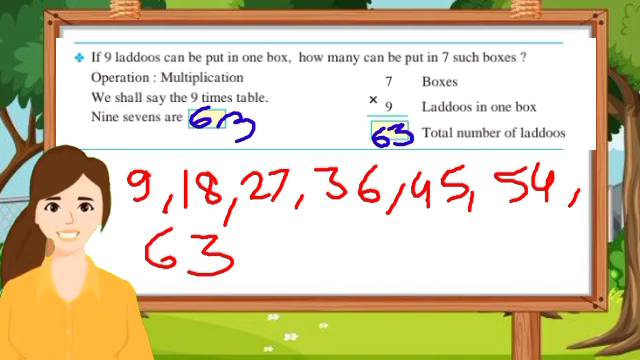 ❖ If 9 laddoos can be put in one box, how many can be put in 7 such boxes ?
Operation : Multiplication
We shall say the 9 times table.
Nine sevens are 63
7 Boxes
× 9 Laddoos in one box
63 Total number of laddoos
9, 18, 27, 36, 45, 54,
63